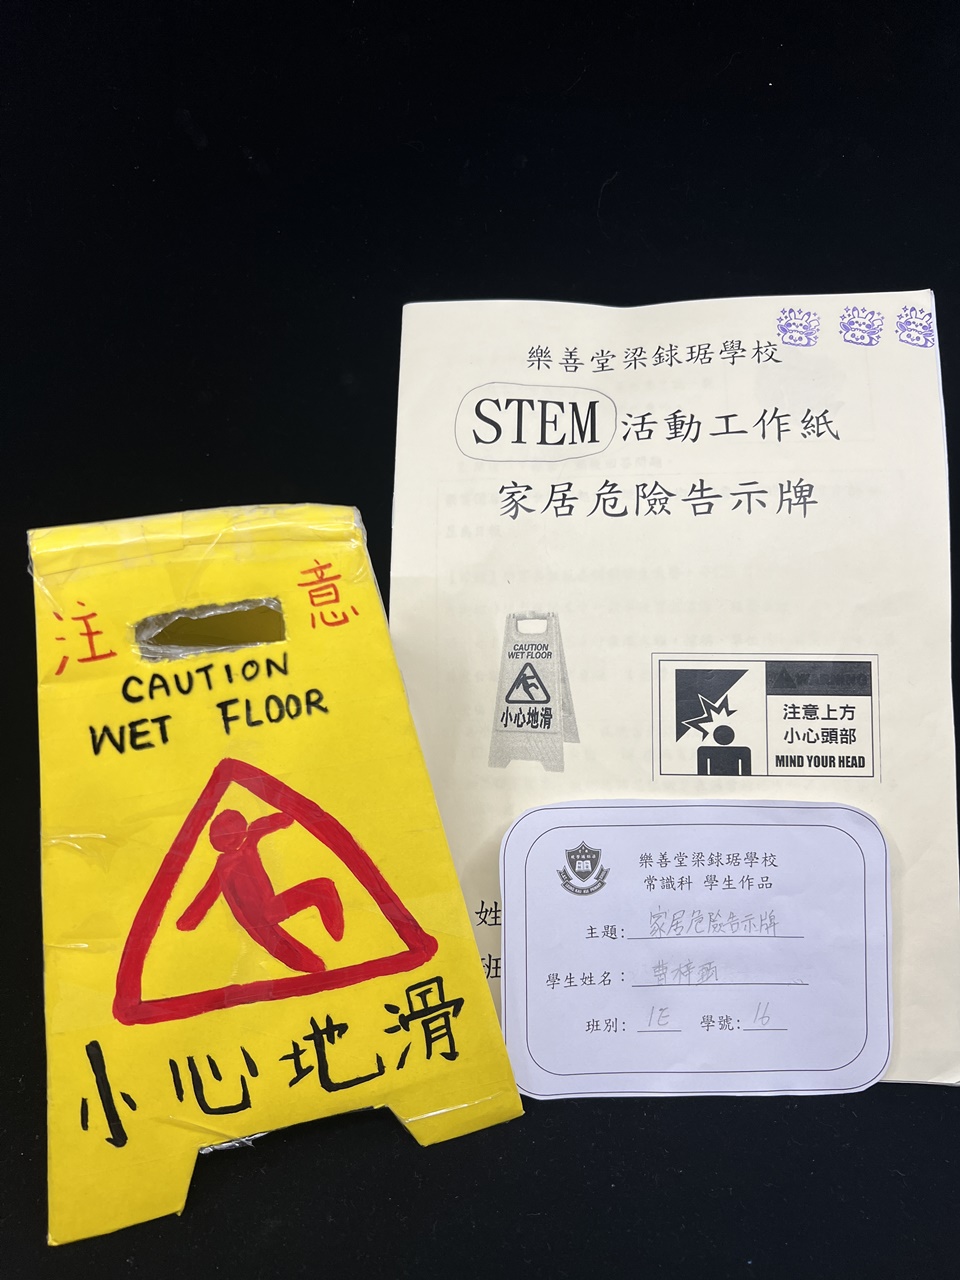 注意
CAUTION
WET FLOOR
小心地滑
樂善堂梁銶琚學校
STEM 活動工作紙
家居危險告示牌
CAUTION
WET FLOOR
小心地滑
WARNING
注意上方
小心頭部
MIND YOUR HEAD
姓
班
樂善堂梁銶琚學校
常識科 學生作品
主題: 家居危險告示牌
學生姓名: 曹梓
班別: 1E 學號: 16